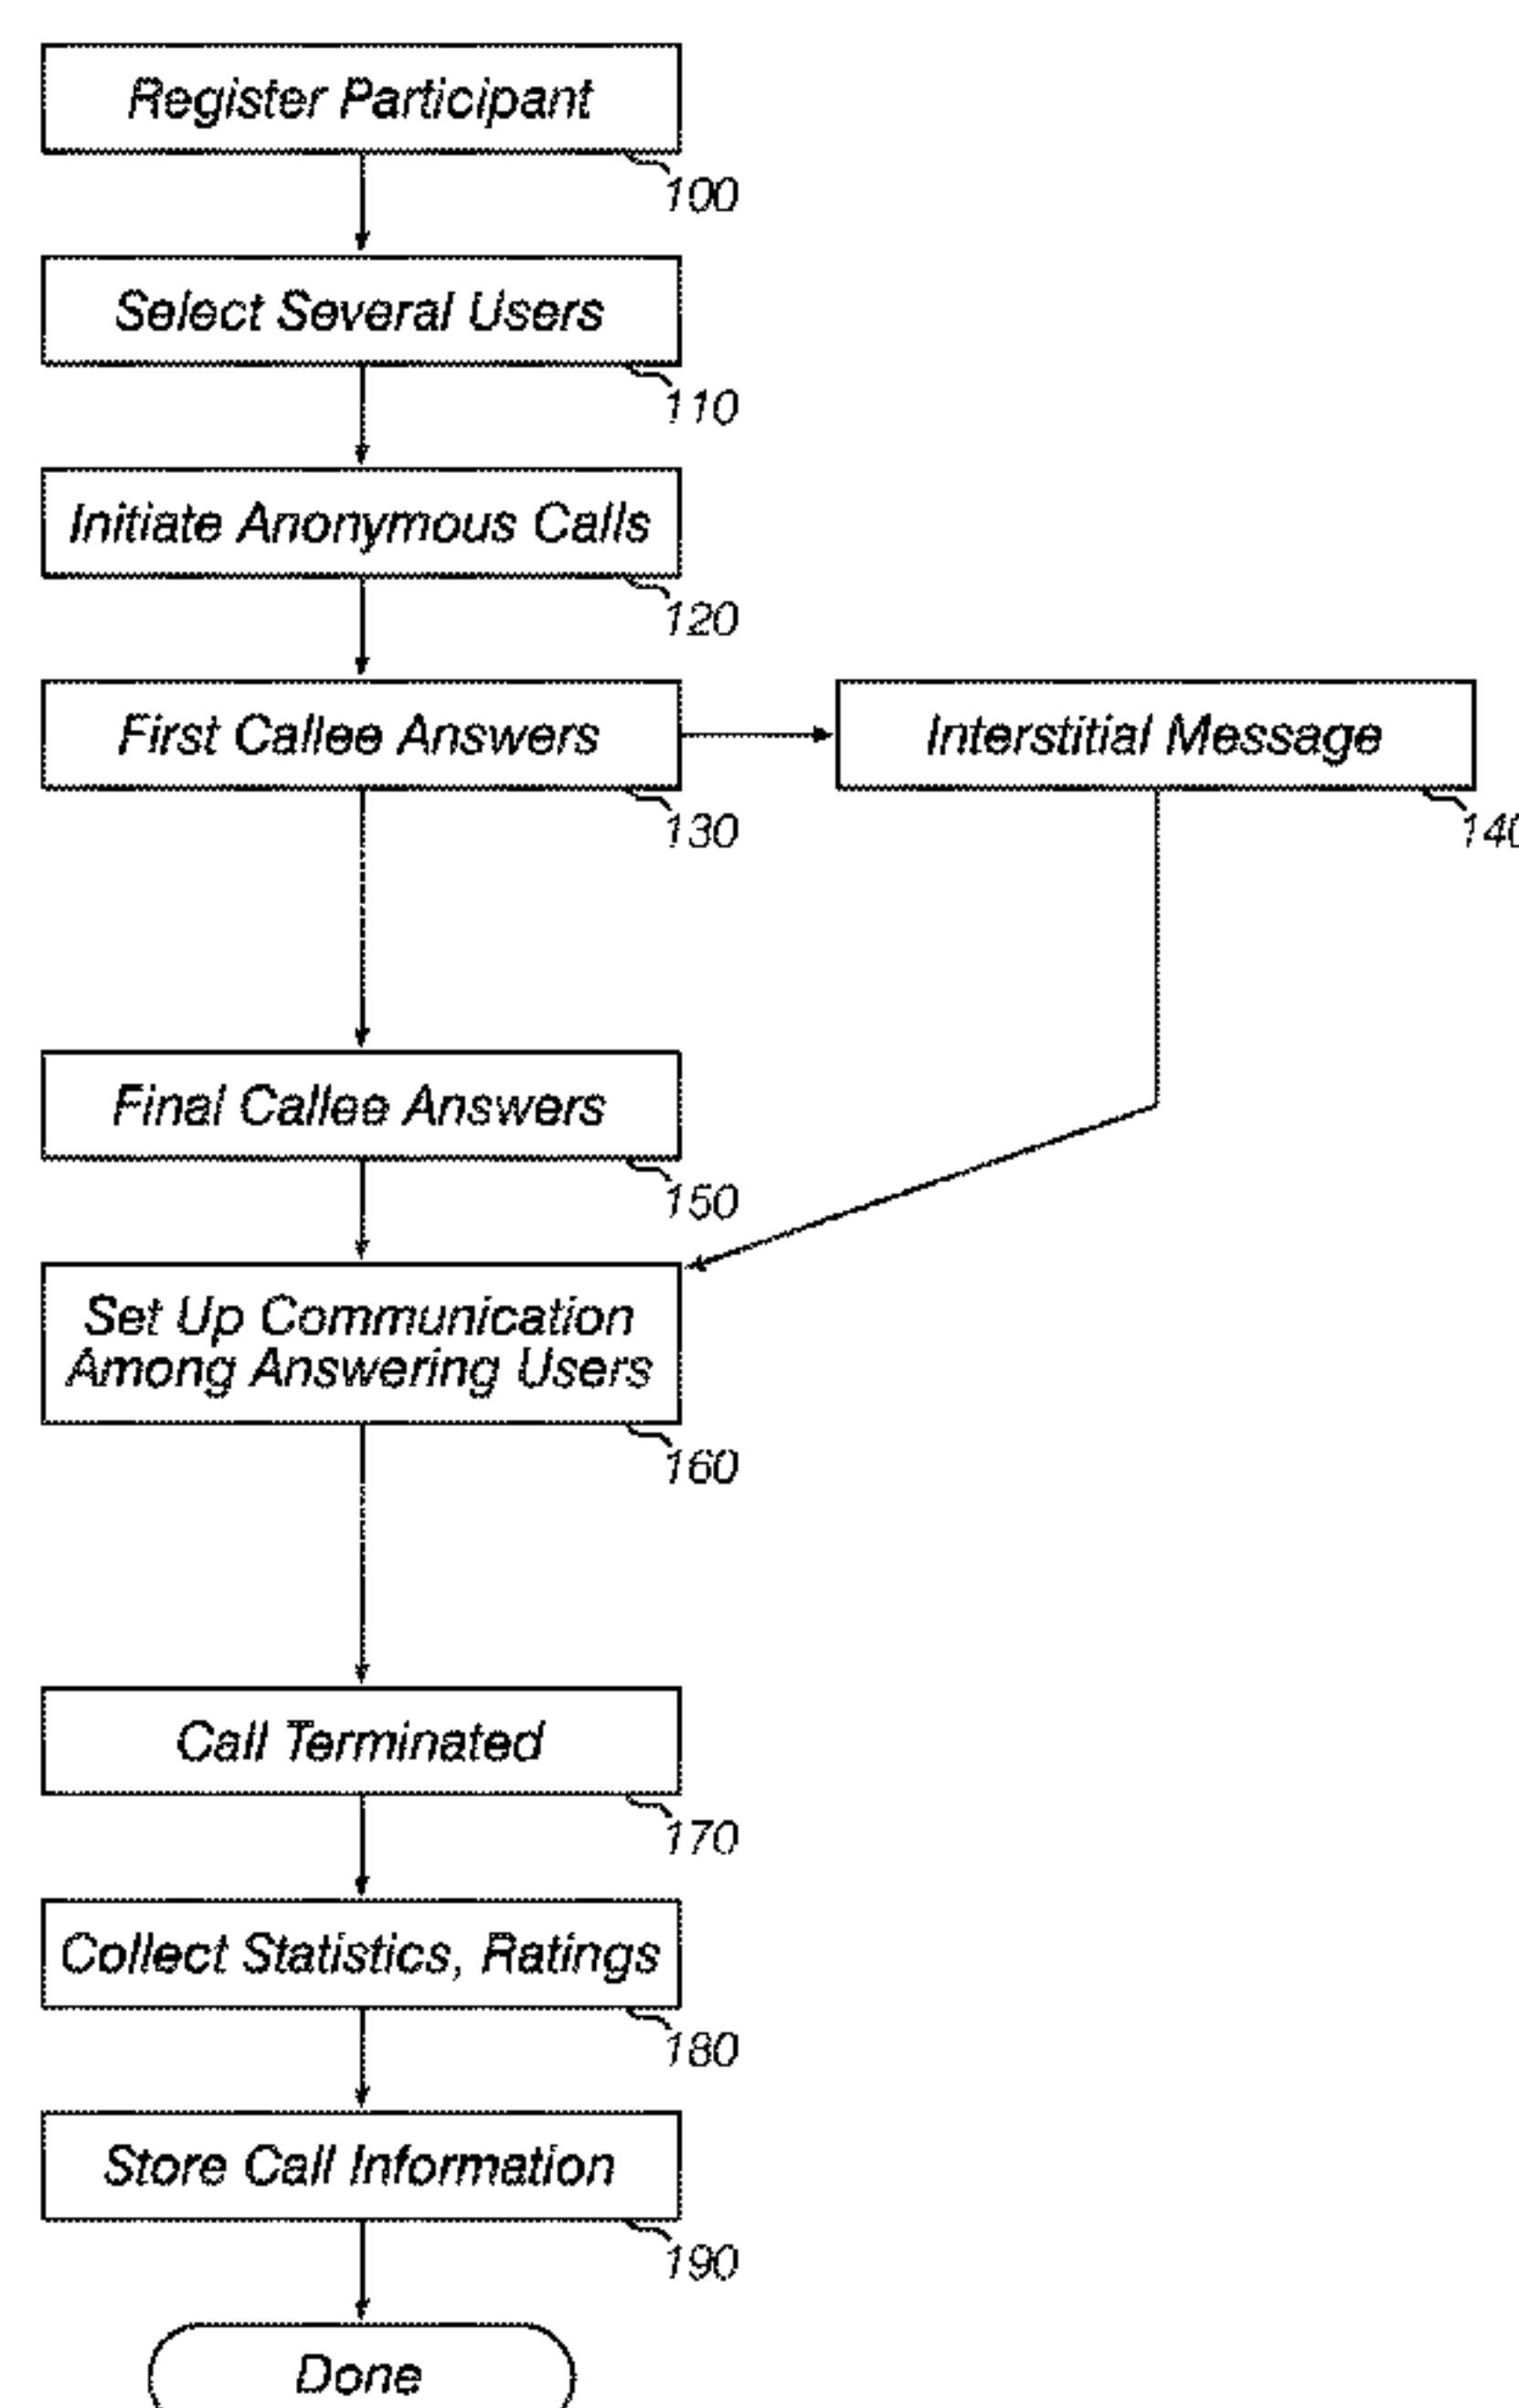 Register Participant
100
Select Several Users
110
Initiate Anonymous Calls
120
First Callee Answers
130
Interstitial Message
140
Final Callee Answers
150
Set Up Communication
Among Answering Users
160
Call Terminated
170
Collect Statistics, Ratings
180
Store Call Information
190
Done